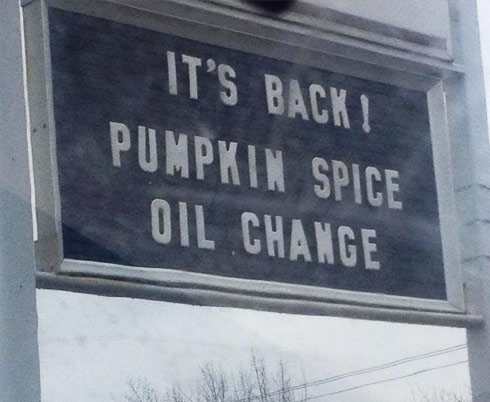 IT'S BACK!
PUMPKIN SPICE
OIL CHANGE